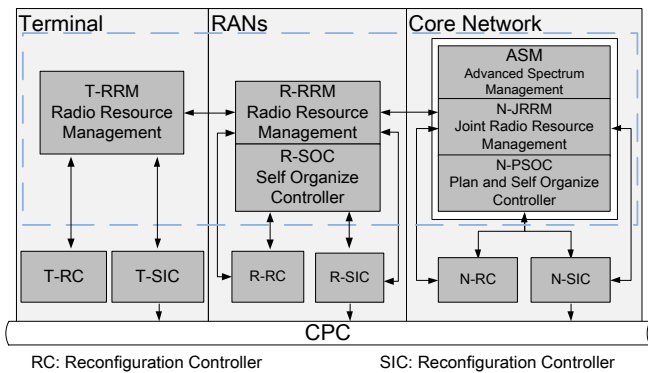 Terminal
RANs
Core Network
T-RRM
Radio Resource
Management
R-RRM
Radio Resource
Management
R-SOC
Self Organize
Controller
ASM
Advanced Spectrum
Management
N-JRRM
Joint Radio Resource
Management
N-PSOC
Plan and Self Organize
Controller
T-RC
T-SIC
R-RC
R-SIC
N-RC
N-SIC
CPC
RC: Reconfiguration Controller
SIC: Reconfiguration Controller